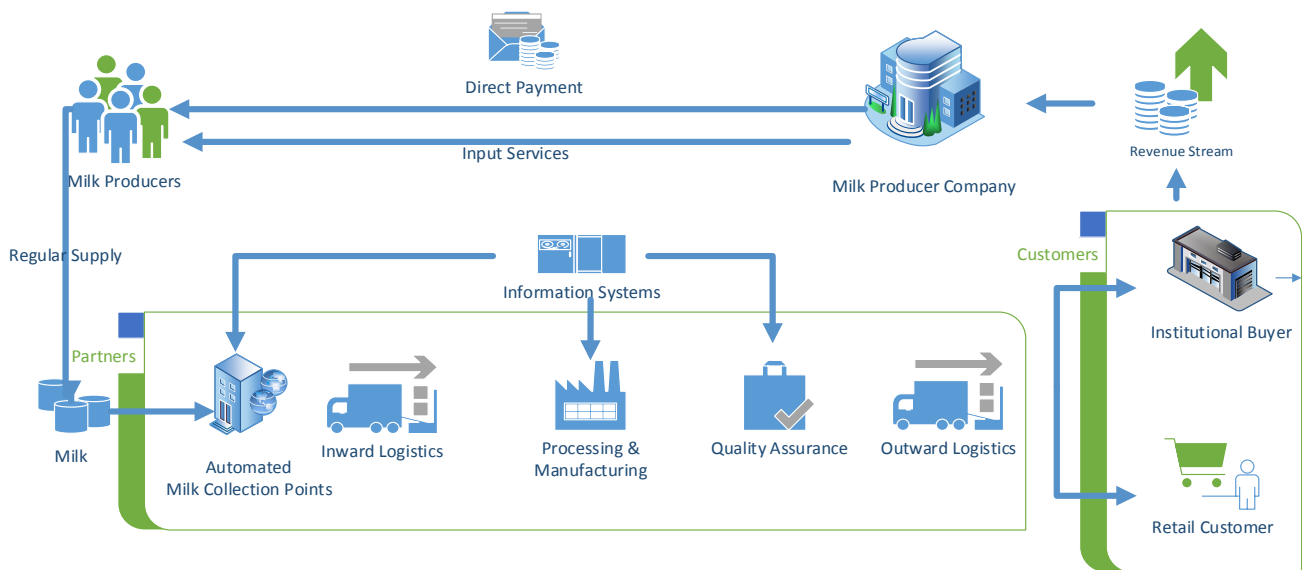 Direct Payment
Input Services
Milk Producers
Milk Producer Company
Revenue Stream
Regular Supply
Information Systems
Customers
Partners
Institutional Buyer
Milk
Automated
Milk Collection Points
Inward Logistics
Processing &
Manufacturing
Quality Assurance
Outward Logistics
Retail Customer